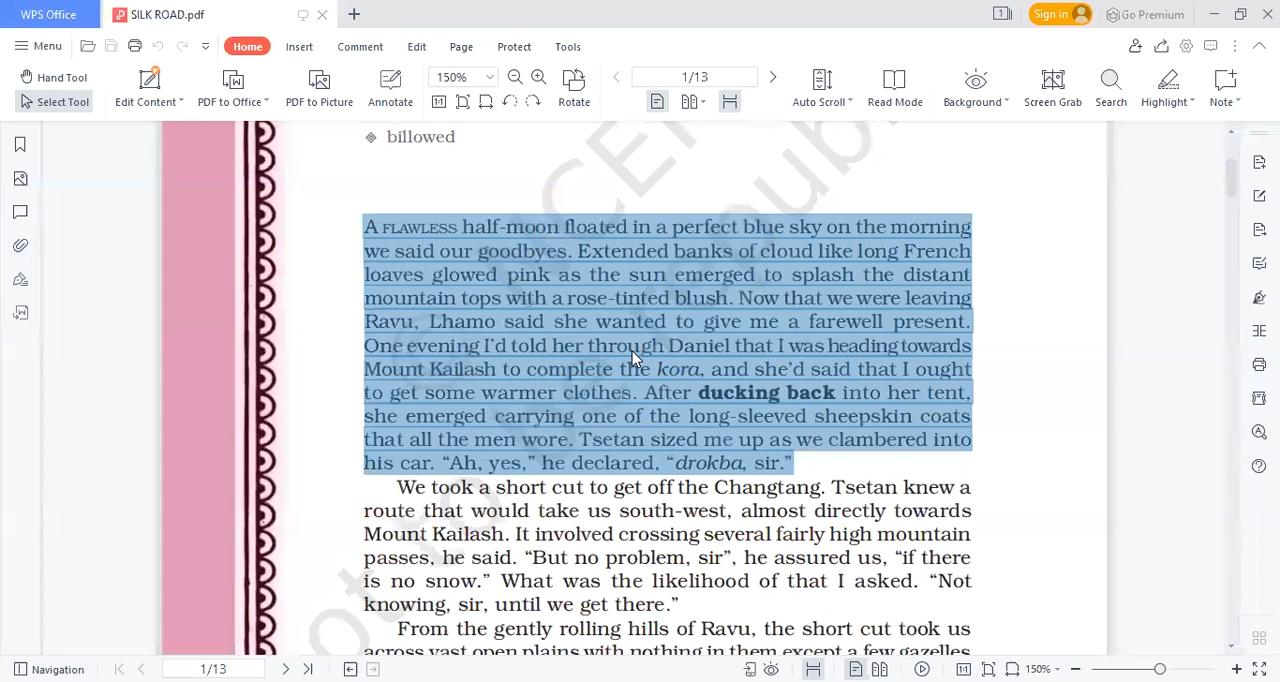 WPS Office
SILK ROAD.pdf
Sign in
Go Premium
Menu
Home
Insert
Comment
Edit
Page
Protect
Tools
Hand Tool
Select Tool
Edit Content
PDF to Office
PDF to Picture
Annotate
150%
Rotate
1/13
Auto Scroll
Read Mode
Background
Screen Grab
Search
Highlight
Note
billowed
A FLAWLESS half-moon floated in a perfect blue sky on the morning
we said our goodbyes. Extended banks of cloud like long French
loaves glowed pink as the sun emerged to splash the distant
mountain tops with a rose-tinted blush. Now that we were leaving
Ravu, Lhamo said she wanted to give me a farewell present.
One evening I'd told her through Daniel that I was heading towards
Mount Kailash to complete the kora, and she'd said that I ought
to get some warmer clothes. After ducking back into her tent,
she emerged carrying one of the long-sleeved sheepskin coats
that all the men wore. Tsetan sized me up as we clambered into
his car. “Ah, yes,” he declared, “drokba, sir.”
We took a short cut to get off the Changtang. Tsetan knew a
route that would take us south-west, almost directly towards
Mount Kailash. It involved crossing several fairly high mountain
passes, he said. “But no problem, sir”, he assured us, “if there
is no snow.” What was the likelihood of that I asked. “Not
knowing, sir, until we get there.”
From the gently rolling hills of Ravu, the short cut took us
across vast open plains with nothing in them except a few gazelles
Navigation
1/13
150%